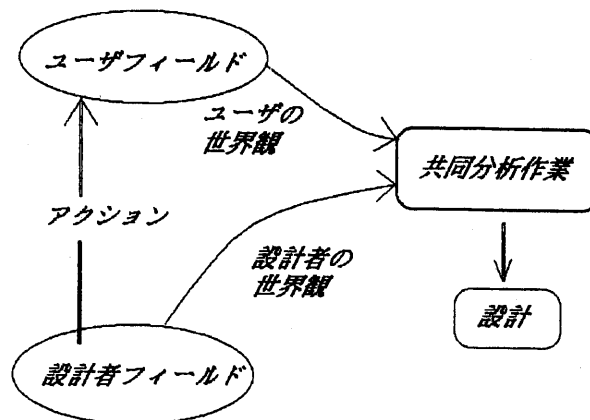 ユーザフィールド
ユーザの
世界観
共同分析作業
アクション
設計者の
世界観
設計
設計者フィールド